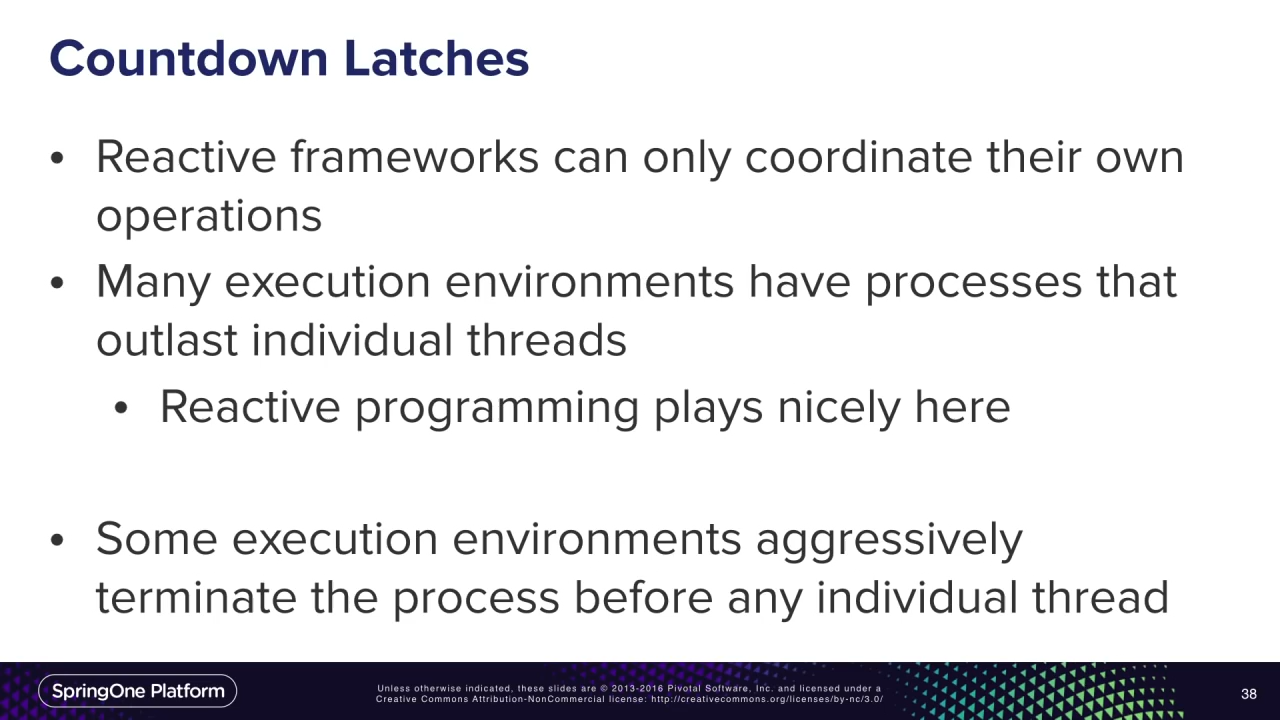 Countdown Latches
• Reactive frameworks can only coordinate their own
operations
• Many execution environments have processes that
outlast individual threads
• Reactive programming plays nicely here
• Some execution environments aggressively
terminate the process before any individual thread
SpringOne Platform
Unless otherwise indicated, these slides are © 2013-2016 Pivotal Software, Inc. and licensed under a
Creative Commons Attribution-NonCommercial license: http://creativecommons.org/licenses/by-nc/3.0/
38